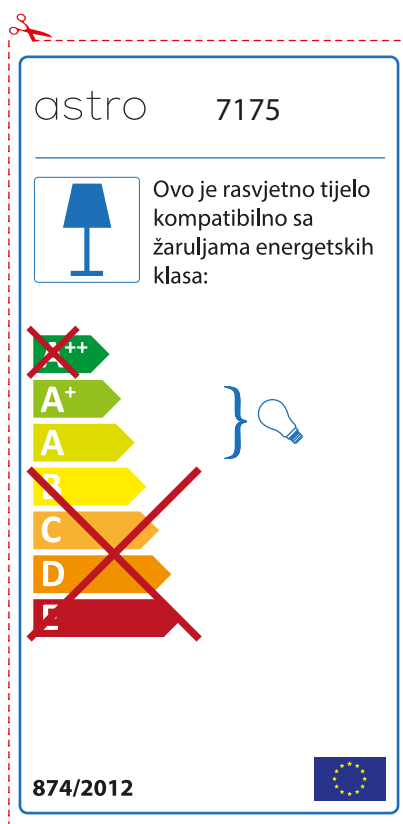 astro 7175
Ovo je rasvjetno tijelo
kompatibilno sa
žaruljama energetskih
klasa:
A++
A+
A
B
C
D
E
874/2012